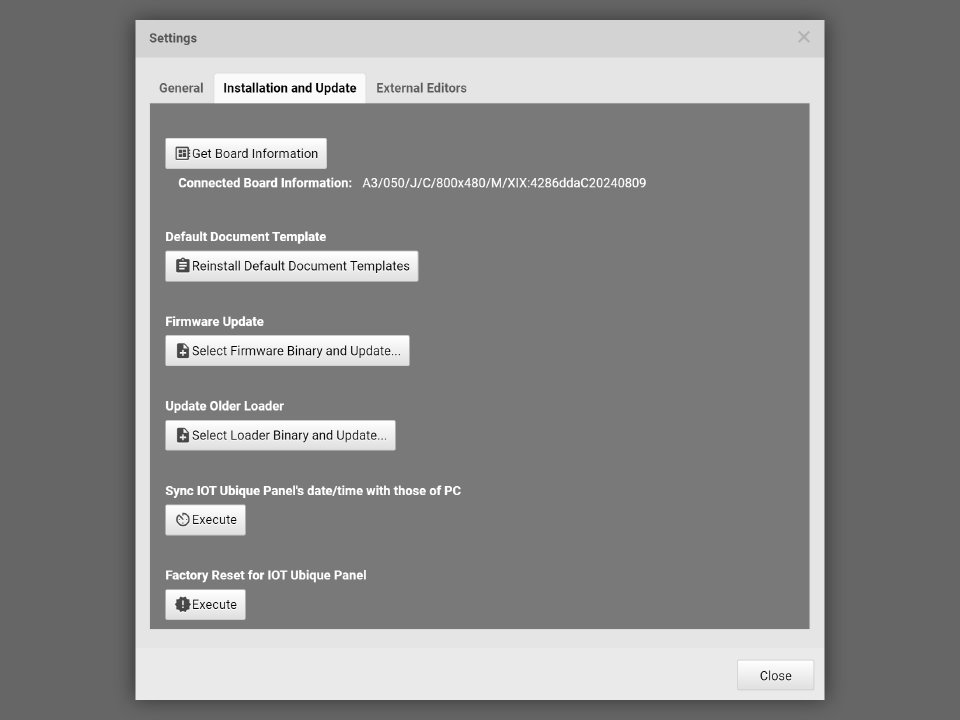 Settings
General Installation and Update External Editors
Get Board Information
Connected Board Information: A3/050/J/C/800x480/M/XIX:4286ddaC20240809
Default Document Template
Reinstall Default Document Templates
Firmware Update
Select Firmware Binary and Update...
Update Older Loader
Select Loader Binary and Update...
Sync IOT Ubique Panel's date/time with those of PC
Execute
Factory Reset for IOT Ubique Panel
Execute
Close